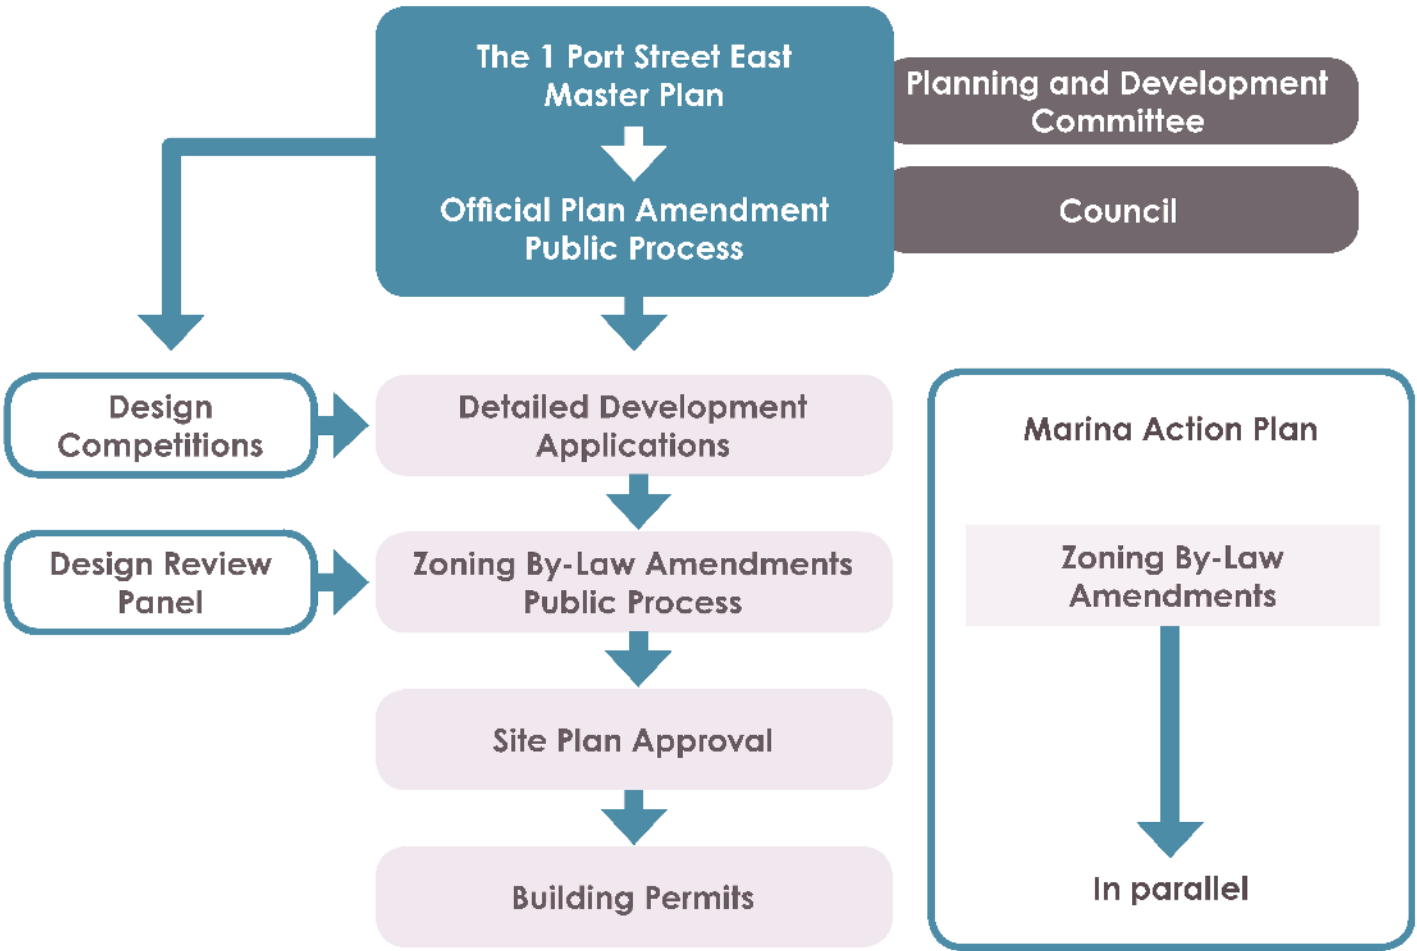 The 1 Port Street East
Master Plan
Official Plan Amendment
Public Process
Planning and Development
Committee
Council
Design
Competitions
Detailed Development
Applications
Design Review
Panel
Zoning By-Law Amendments
Public Process
Site Plan Approval
Building Permits
Marina Action Plan
Zoning By-Law
Amendments
In parallel